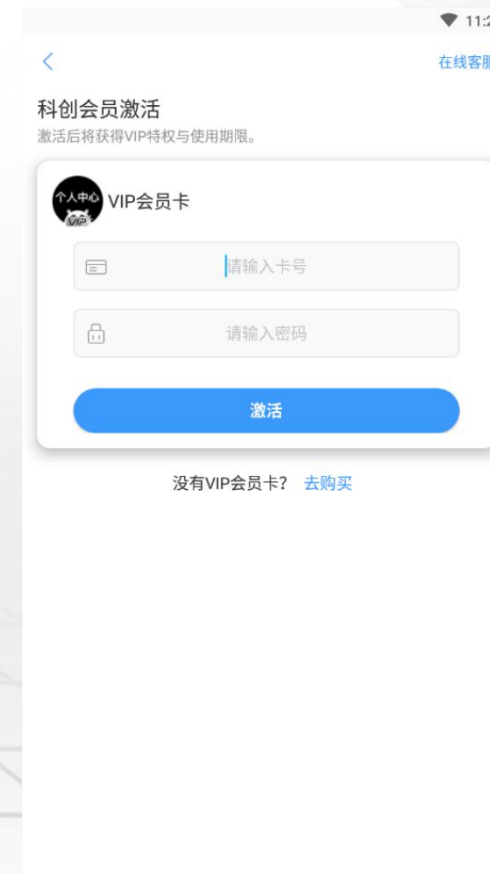 11:2
在线客服
科创会员激活
激活后将获得VIP特权与使用期限。
个人中心
VIP
VIP会员卡
请输入卡号
请输入密码
激活
没有VIP会员卡? 去购买